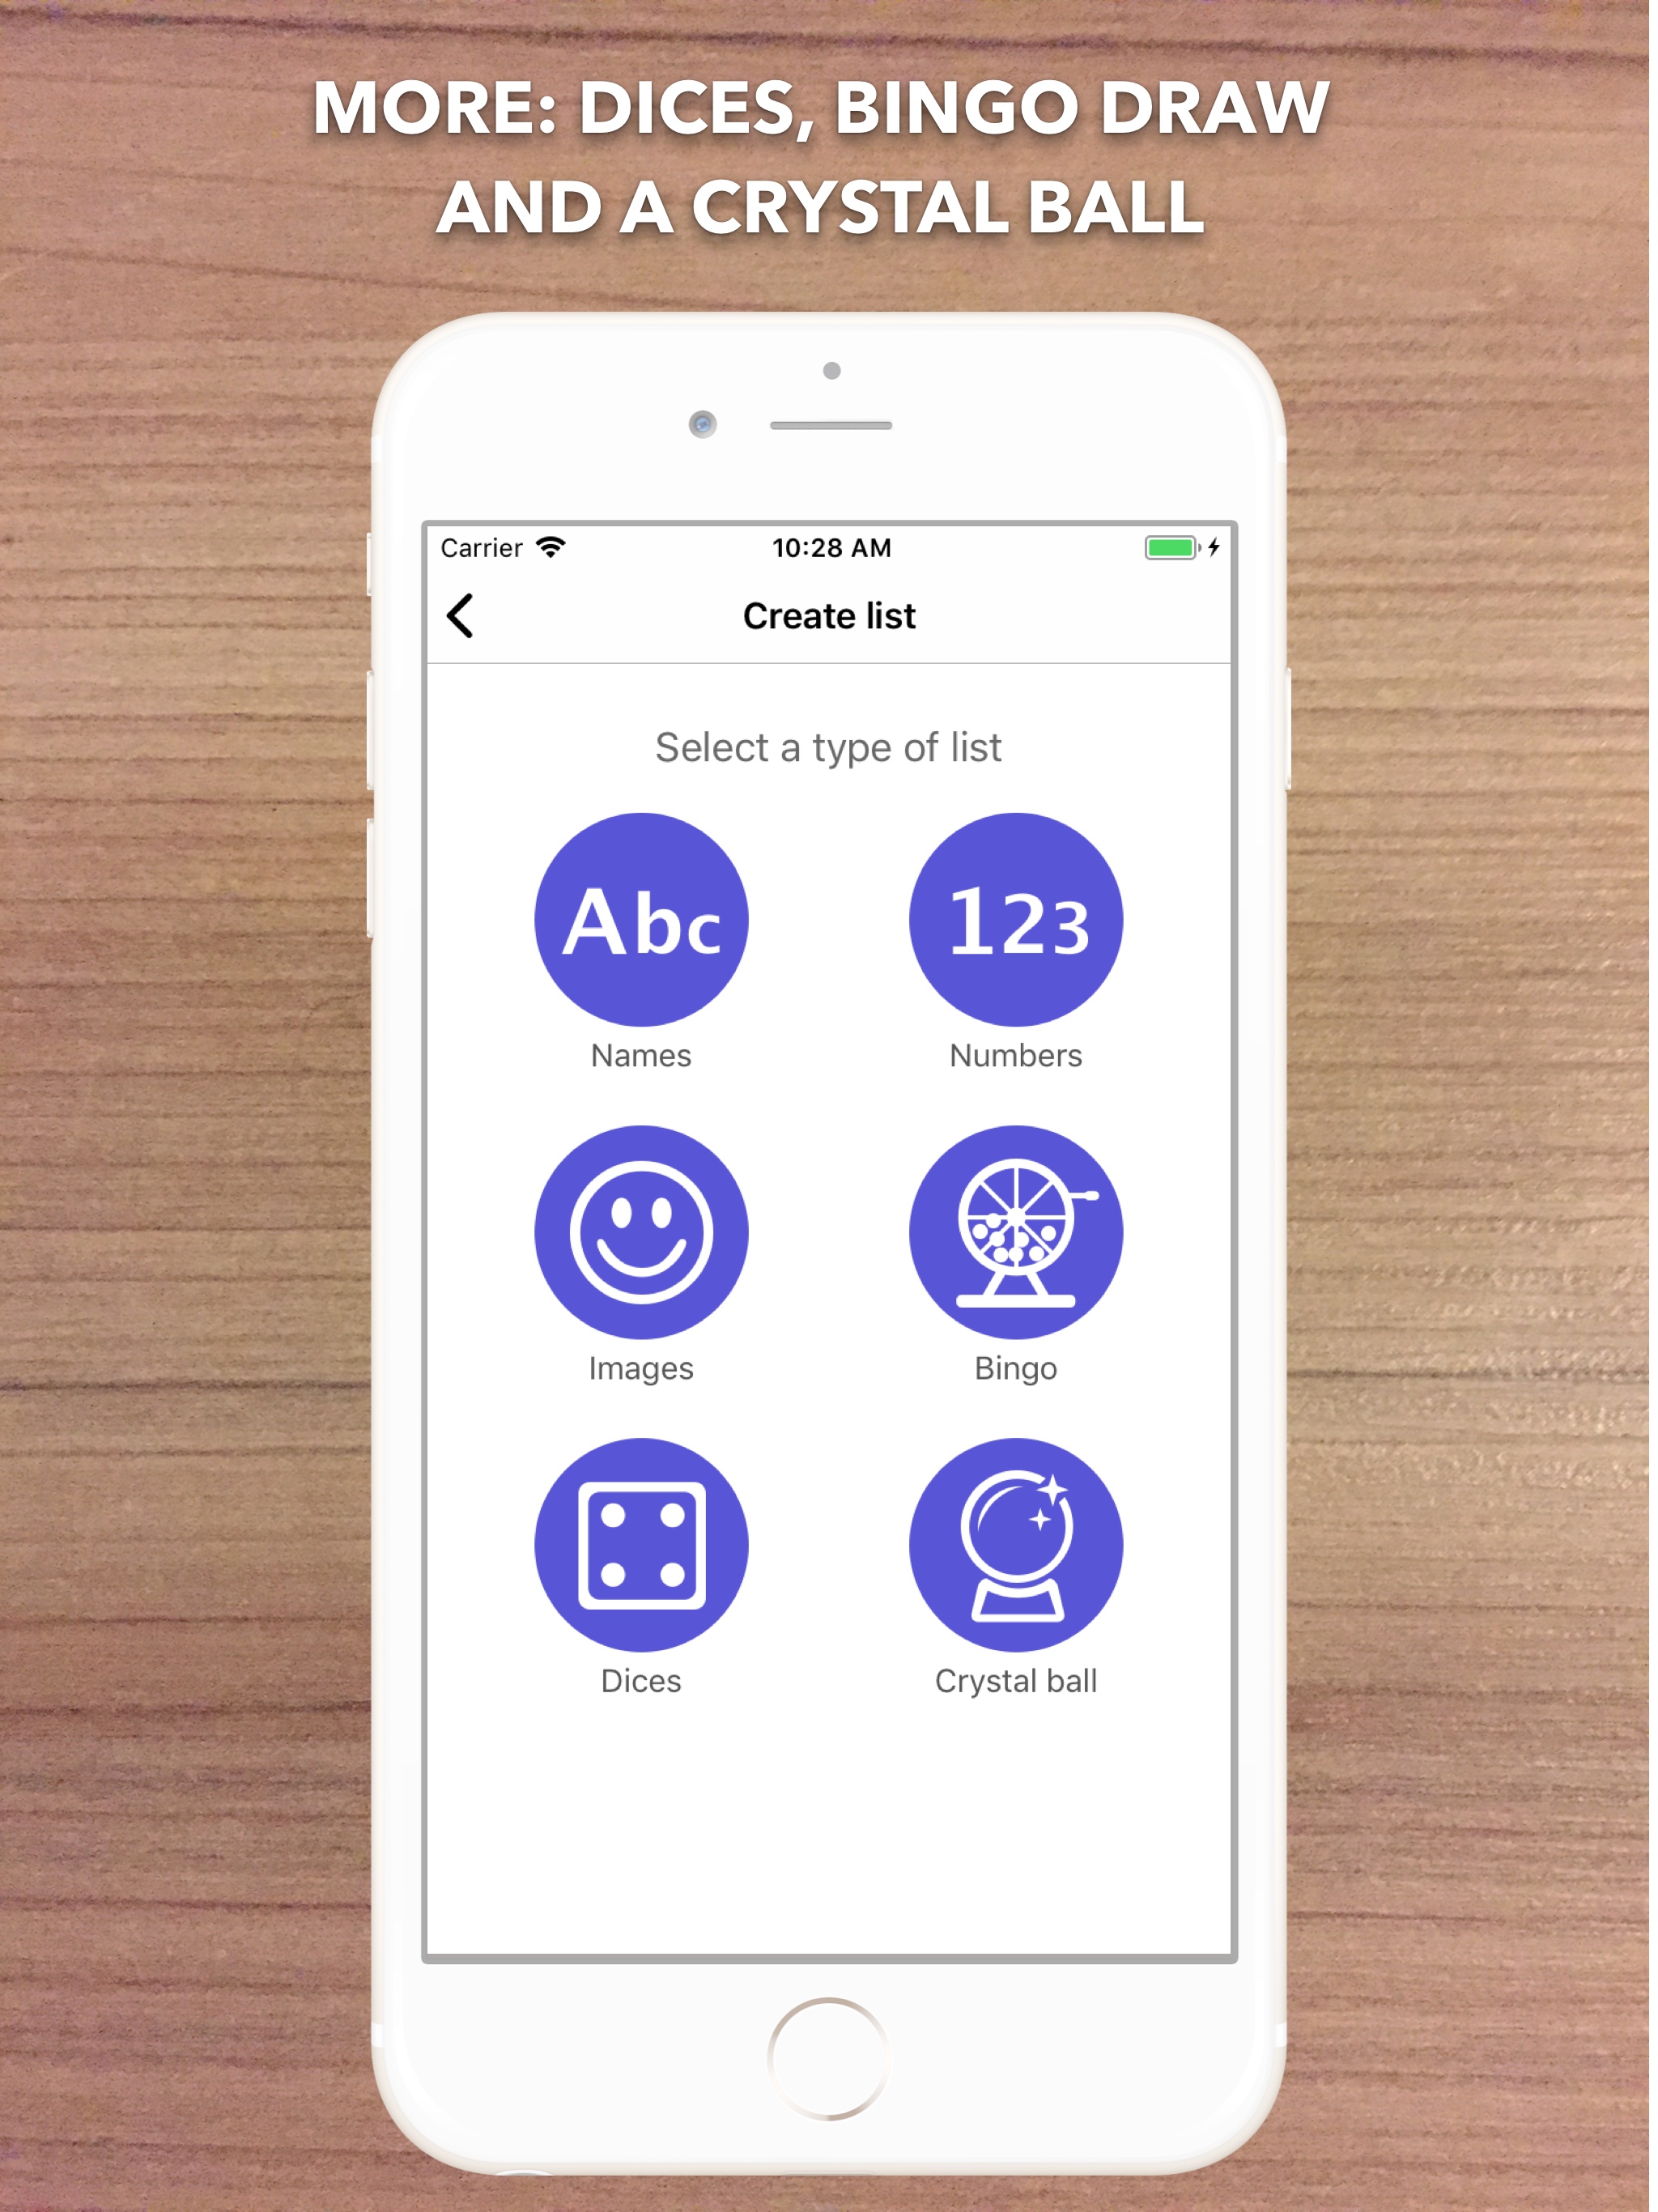 MORE: DICES, BINGO DRAW
AND A CRYSTAL BALL
Carrier 10:28 AM
Create list
Select a type of list
Abc 123
Names Numbers
Images Bingo
Dices Crystal ball